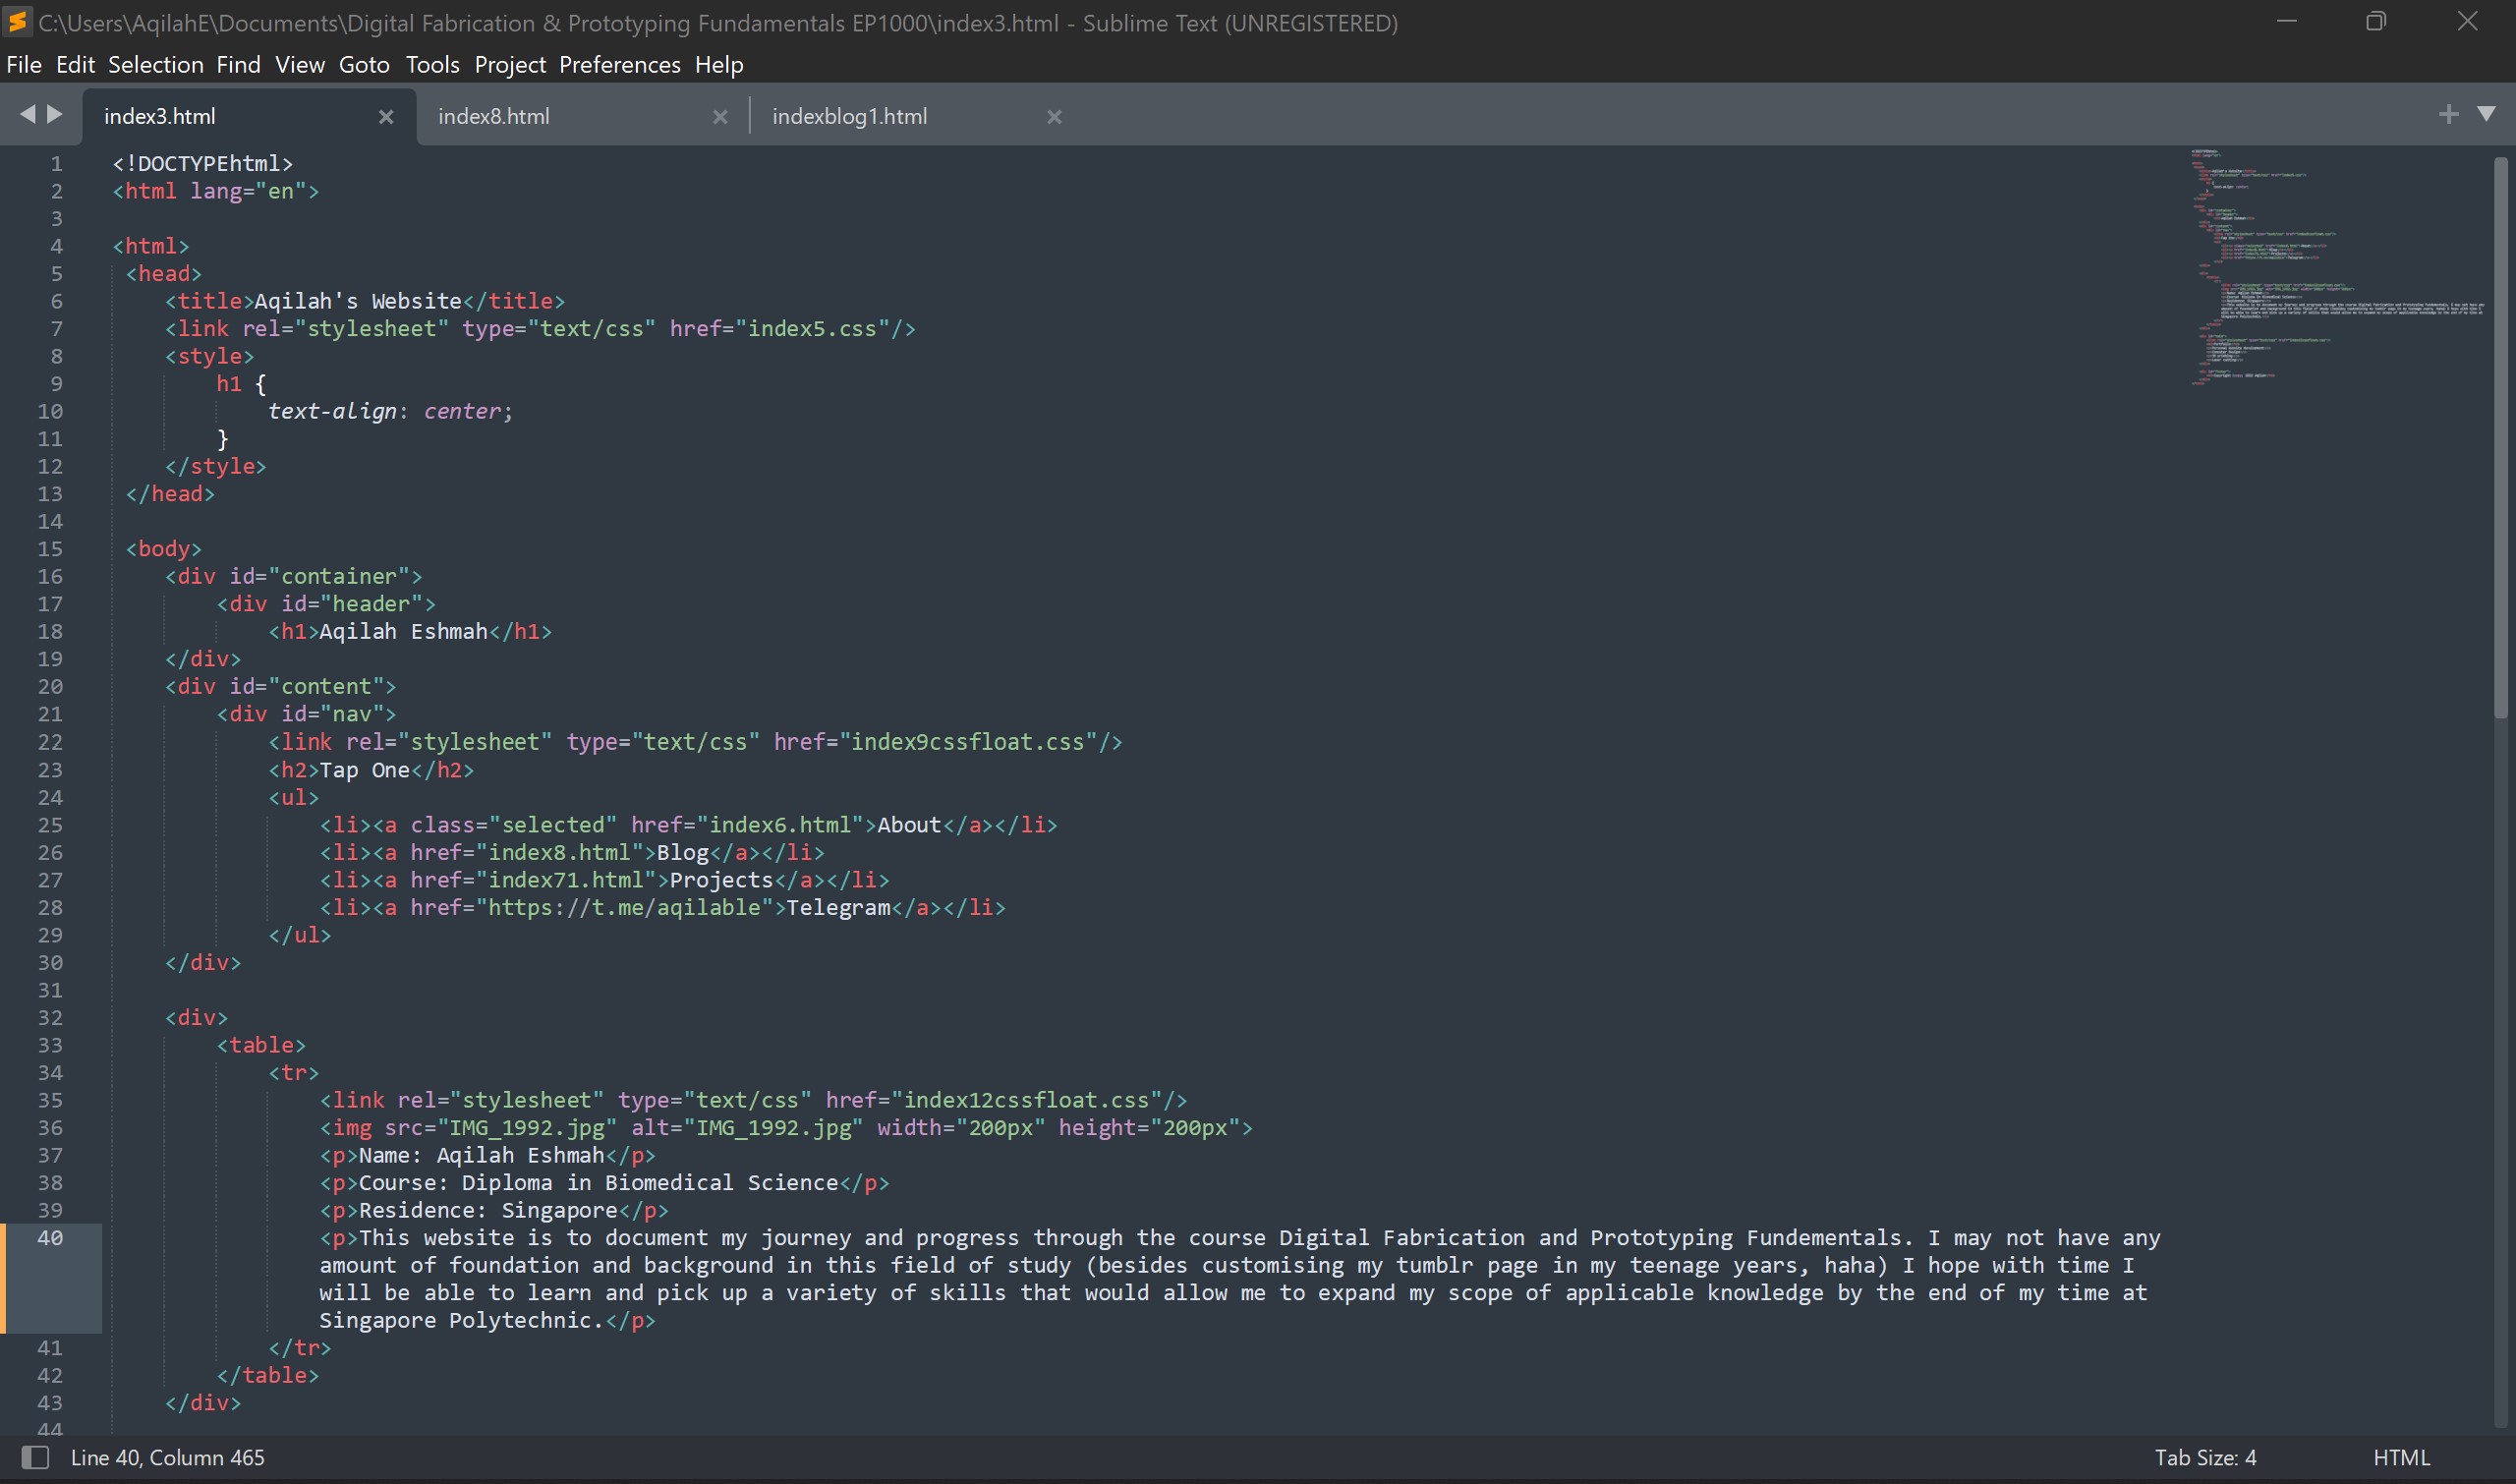 C:\Users\AqilahE\Documents\Digital Fabrication & Prototyping Fundamentals EP1000\index3.html - Sublime Text (UNREGISTERED)
File Edit Selection Find View Goto Tools Project Preferences Help
index3.html index8.html indexblog1.html
1 <!DOCTYPEhtml>
2 <html lang="en">
3
4 <html>
5 <head>
6 <title>Aqilah's Website</title>
7 <link rel="stylesheet" type="text/css" href="index5.css"/>
8 <style>
9 h1 {
10 text-align: center;
11 }
12 </style>
13 </head>
14
15 <body>
16 <div id="container">
17 <div id="header">
18 <h1>Aqilah Eshmah</h1>
19 </div>
20 <div id="content">
21 <div id="nav">
22 <link rel="stylesheet" type="text/css" href="index9cssfloat.css"/>
23 <h2>Tap One</h2>
24 <ul>
25 <li><a class="selected" href="index6.html">About</a></li>
26 <li><a href="index8.html">Blog</a></li>
27 <li><a href="index71.html">Projects</a></li>
28 <li><a href="https://t.me/aqilable">Telegram</a></li>
29 </ul>
30 </div>
31
32 <div>
33 <table>
34 <tr>
35 <link rel="stylesheet" type="text/css" href="index12cssfloat.css"/>
36 <img src="IMG_1992.jpg" alt="IMG_1992.jpg" width="200px" height="200px">
37 <p>Name: Aqilah Eshmah</p>
38 <p>Course: Diploma in Biomedical Science</p>
39 <p>Residence: Singapore</p>
40 <p>This website is to document my journey and progress through the course Digital Fabrication and Prototyping Fundementals. I may not have any
amount of foundation and background in this field of study (besides customising my tumblr page in my teenage years, haha) I hope with time I
will be able to learn and pick up a variety of skills that would allow me to expand my scope of applicable knowledge by the end of my time at
Singapore Polytechnic.</p>
41 </tr>
42 </table>
43 </div>
44
Line 40, Column 465 Tab Size: 4 HTML